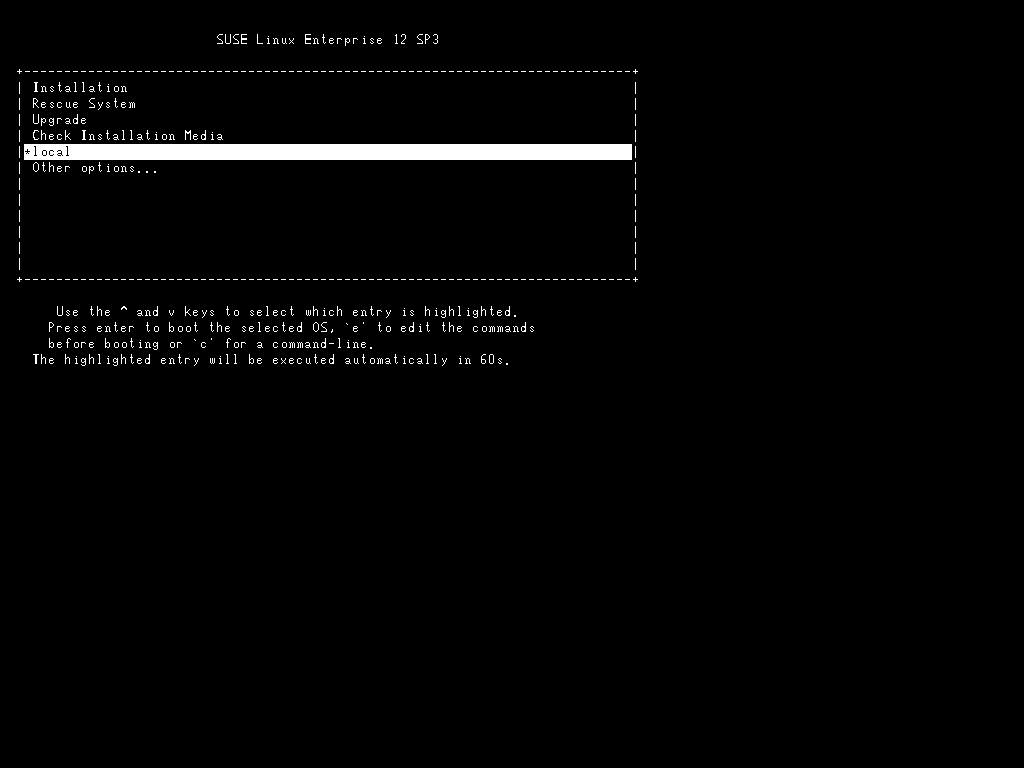 SUSE Linux Enterprise 12 SP3
Installation
Rescue System
Upgrade
Check Installation Media
*local
Other options...
Use the ^ and v keys to select which entry is highlighted.
Press enter to boot the selected OS, `e' to edit the commands
before booting or `c' for a command-line.
The highlighted entry will be executed automatically in 60s.